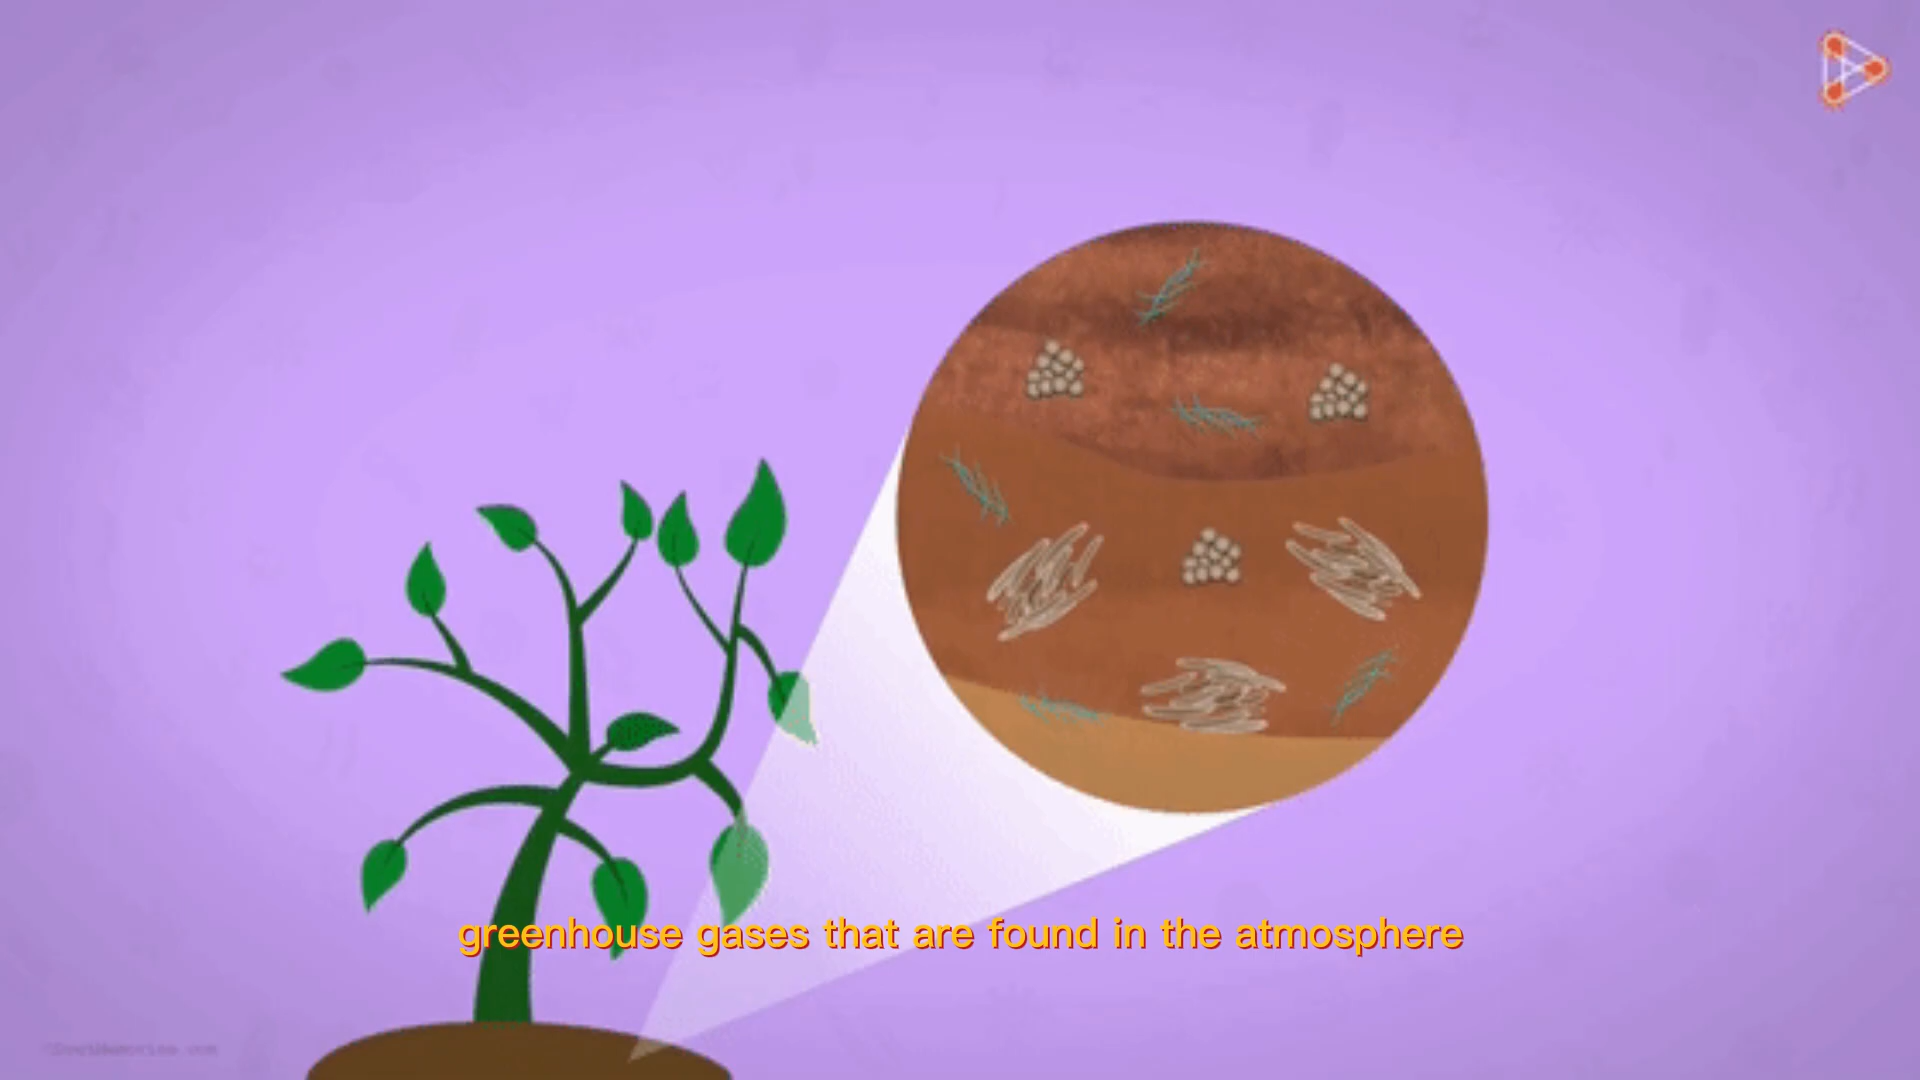 greenhouse gases that are found in the atmosphere